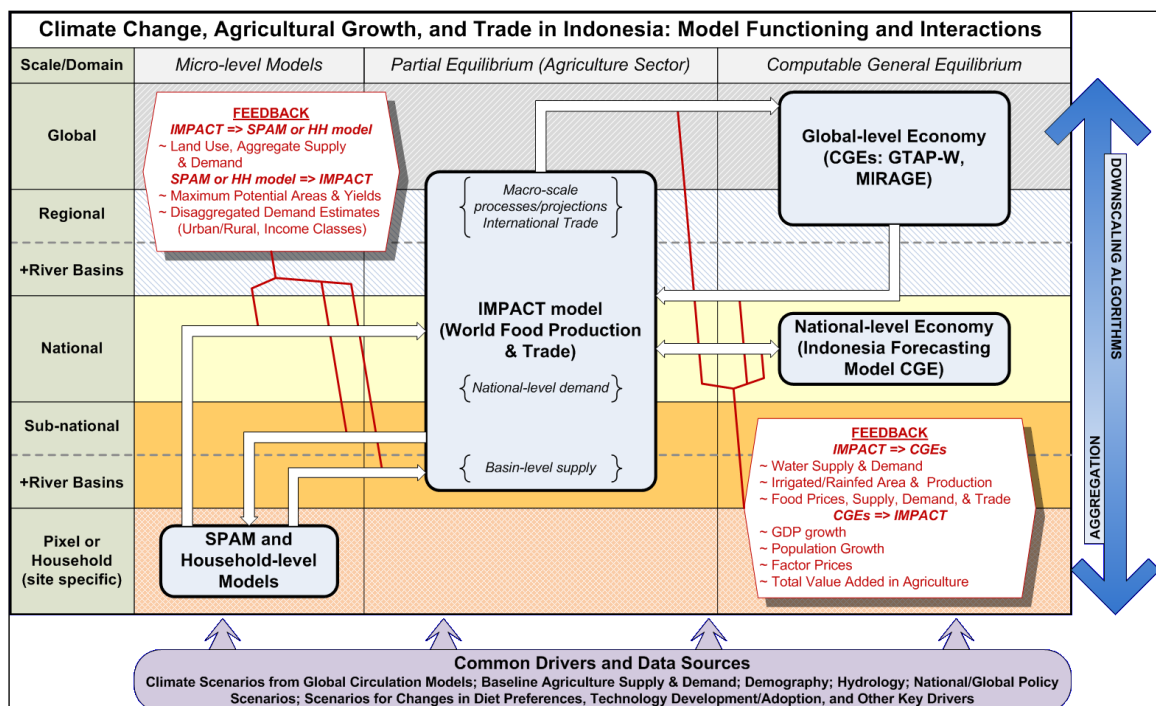 Climate Change, Agricultural Growth, and Trade in Indonesia: Model Functioning and Interactions
Scale/Domain
Micro-level Models
Partial Equilibrium (Agriculture Sector)
Computable General Equilibrium
Global
Regional
+River Basins
National
Sub-national
+River Basins
Pixel or
Household
(site specific)
FEEDBACK
IMPACT => SPAM or HH model
~ Land Use, Aggregate Supply
& Demand
SPAM or HH model => IMPACT
~ Maximum Potential Areas & Yields
~ Disaggregated Demand Estimates
(Urban/Rural, Income Classes)
Macro-scale
processes/projections
International Trade
IMPACT model
(World Food Production
& Trade)
National-level demand
Basin-level supply
Global-level Economy
(CGEs: GTAP-W,
MIRAGE)
National-level Economy
(Indonesia Forecasting
Model CGE)
SPAM and
Household-level
Models
FEEDBACK
IMPACT => CGEs
~ Water Supply & Demand
~ Irrigated/Rainfed Area & Production
~ Food Prices, Supply, Demand, & Trade
CGEs => IMPACT
~ GDP growth
~ Population Growth
~ Factor Prices
~ Total Value Added in Agriculture
AGGREGATION
DOWNSCALING ALGORITHMS
Common Drivers and Data Sources
Climate Scenarios from Global Circulation Models; Baseline Agriculture Supply & Demand; Demography; Hydrology; National/Global Policy
Scenarios; Scenarios for Changes in Diet Preferences, Technology Development/Adoption, and Other Key Drivers